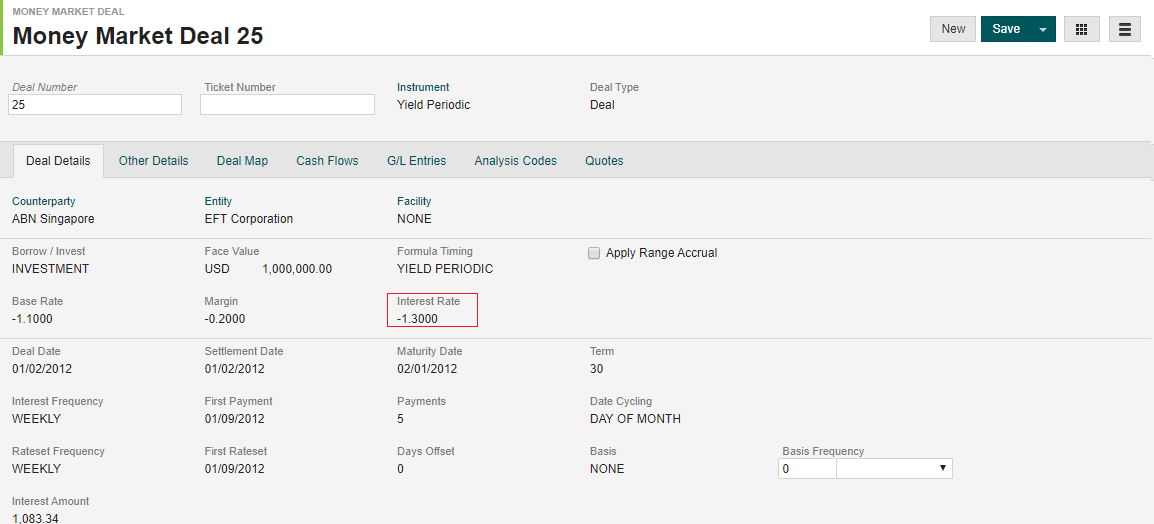 MONEY MARKET DEAL
Money Market Deal 25
New Save
Deal Number Ticket Number Instrument Deal Type
25 Yield Periodic Deal
Deal Details Other Details Deal Map Cash Flows G/L Entries Analysis Codes Quotes
Counterparty Entity Facility
ABN Singapore EFT Corporation NONE
Borrow / Invest Face Value Formula Timing Apply Range Accrual
INVESTMENT USD 1,000,000.00 YIELD PERIODIC
Base Rate Margin Interest Rate
-1.1000 -0.2000 -1.3000
Deal Date Settlement Date Maturity Date Term
01/02/2012 01/02/2012 02/01/2012 30
Interest Frequency First Payment Payments Date Cycling
WEEKLY 01/09/2012 5 DAY OF MONTH
Rateset Frequency First Rateset Days Offset Basis Basis Frequency
WEEKLY 01/09/2012 0 NONE 0
Interest Amount
1,083.34